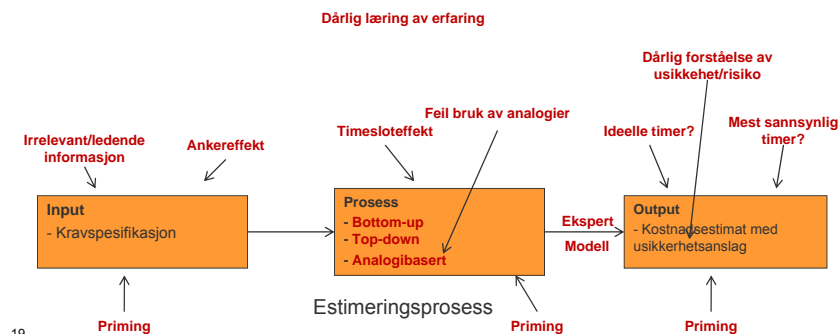 Dårlig læring av erfaring
Dårlig forståelse av
usikkehet/risiko
Feil bruk av analogier
Timesloteffekt
Ideelle timer?
Mest sannsynlig
timer?
Irrelevant/ledende
informasjon
Ankereffekt
Input
- Kravspesifikasjon
Prosess
- Bottom-up
- Top-down
- Analogibasert
Ekspert
Modell
Output
- Kostnadsestimat med
usikkerhetsanslag
Estimeringsprosess
Priming
Priming
Priming
19